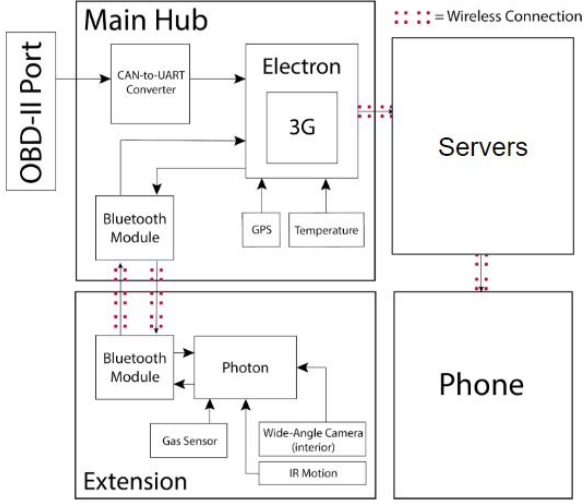 Main Hub
= Wireless Connection
OBD-II Port
CAN-to-UART
Converter
Electron
3G
Servers
Bluetooth
Module
GPS
Temperature
Bluetooth
Module
Photon
Phone
Gas Sensor
Wide-Angle Camera
(interior)
IR Motion
Extension